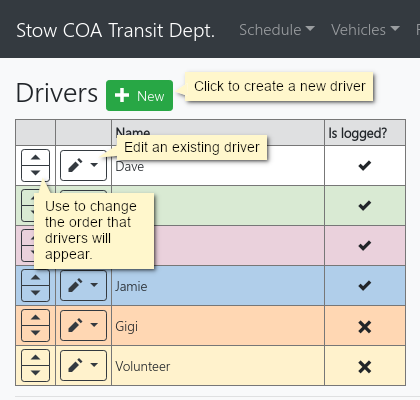 Stow COA Transit Dept. Schedule Vehicles
Drivers New
Click to create a new driver
Name Is logged?
Edit an existing driver
Dave
Use to change
the order that
drivers will
appear.
Jamie
Gigi
Volunteer